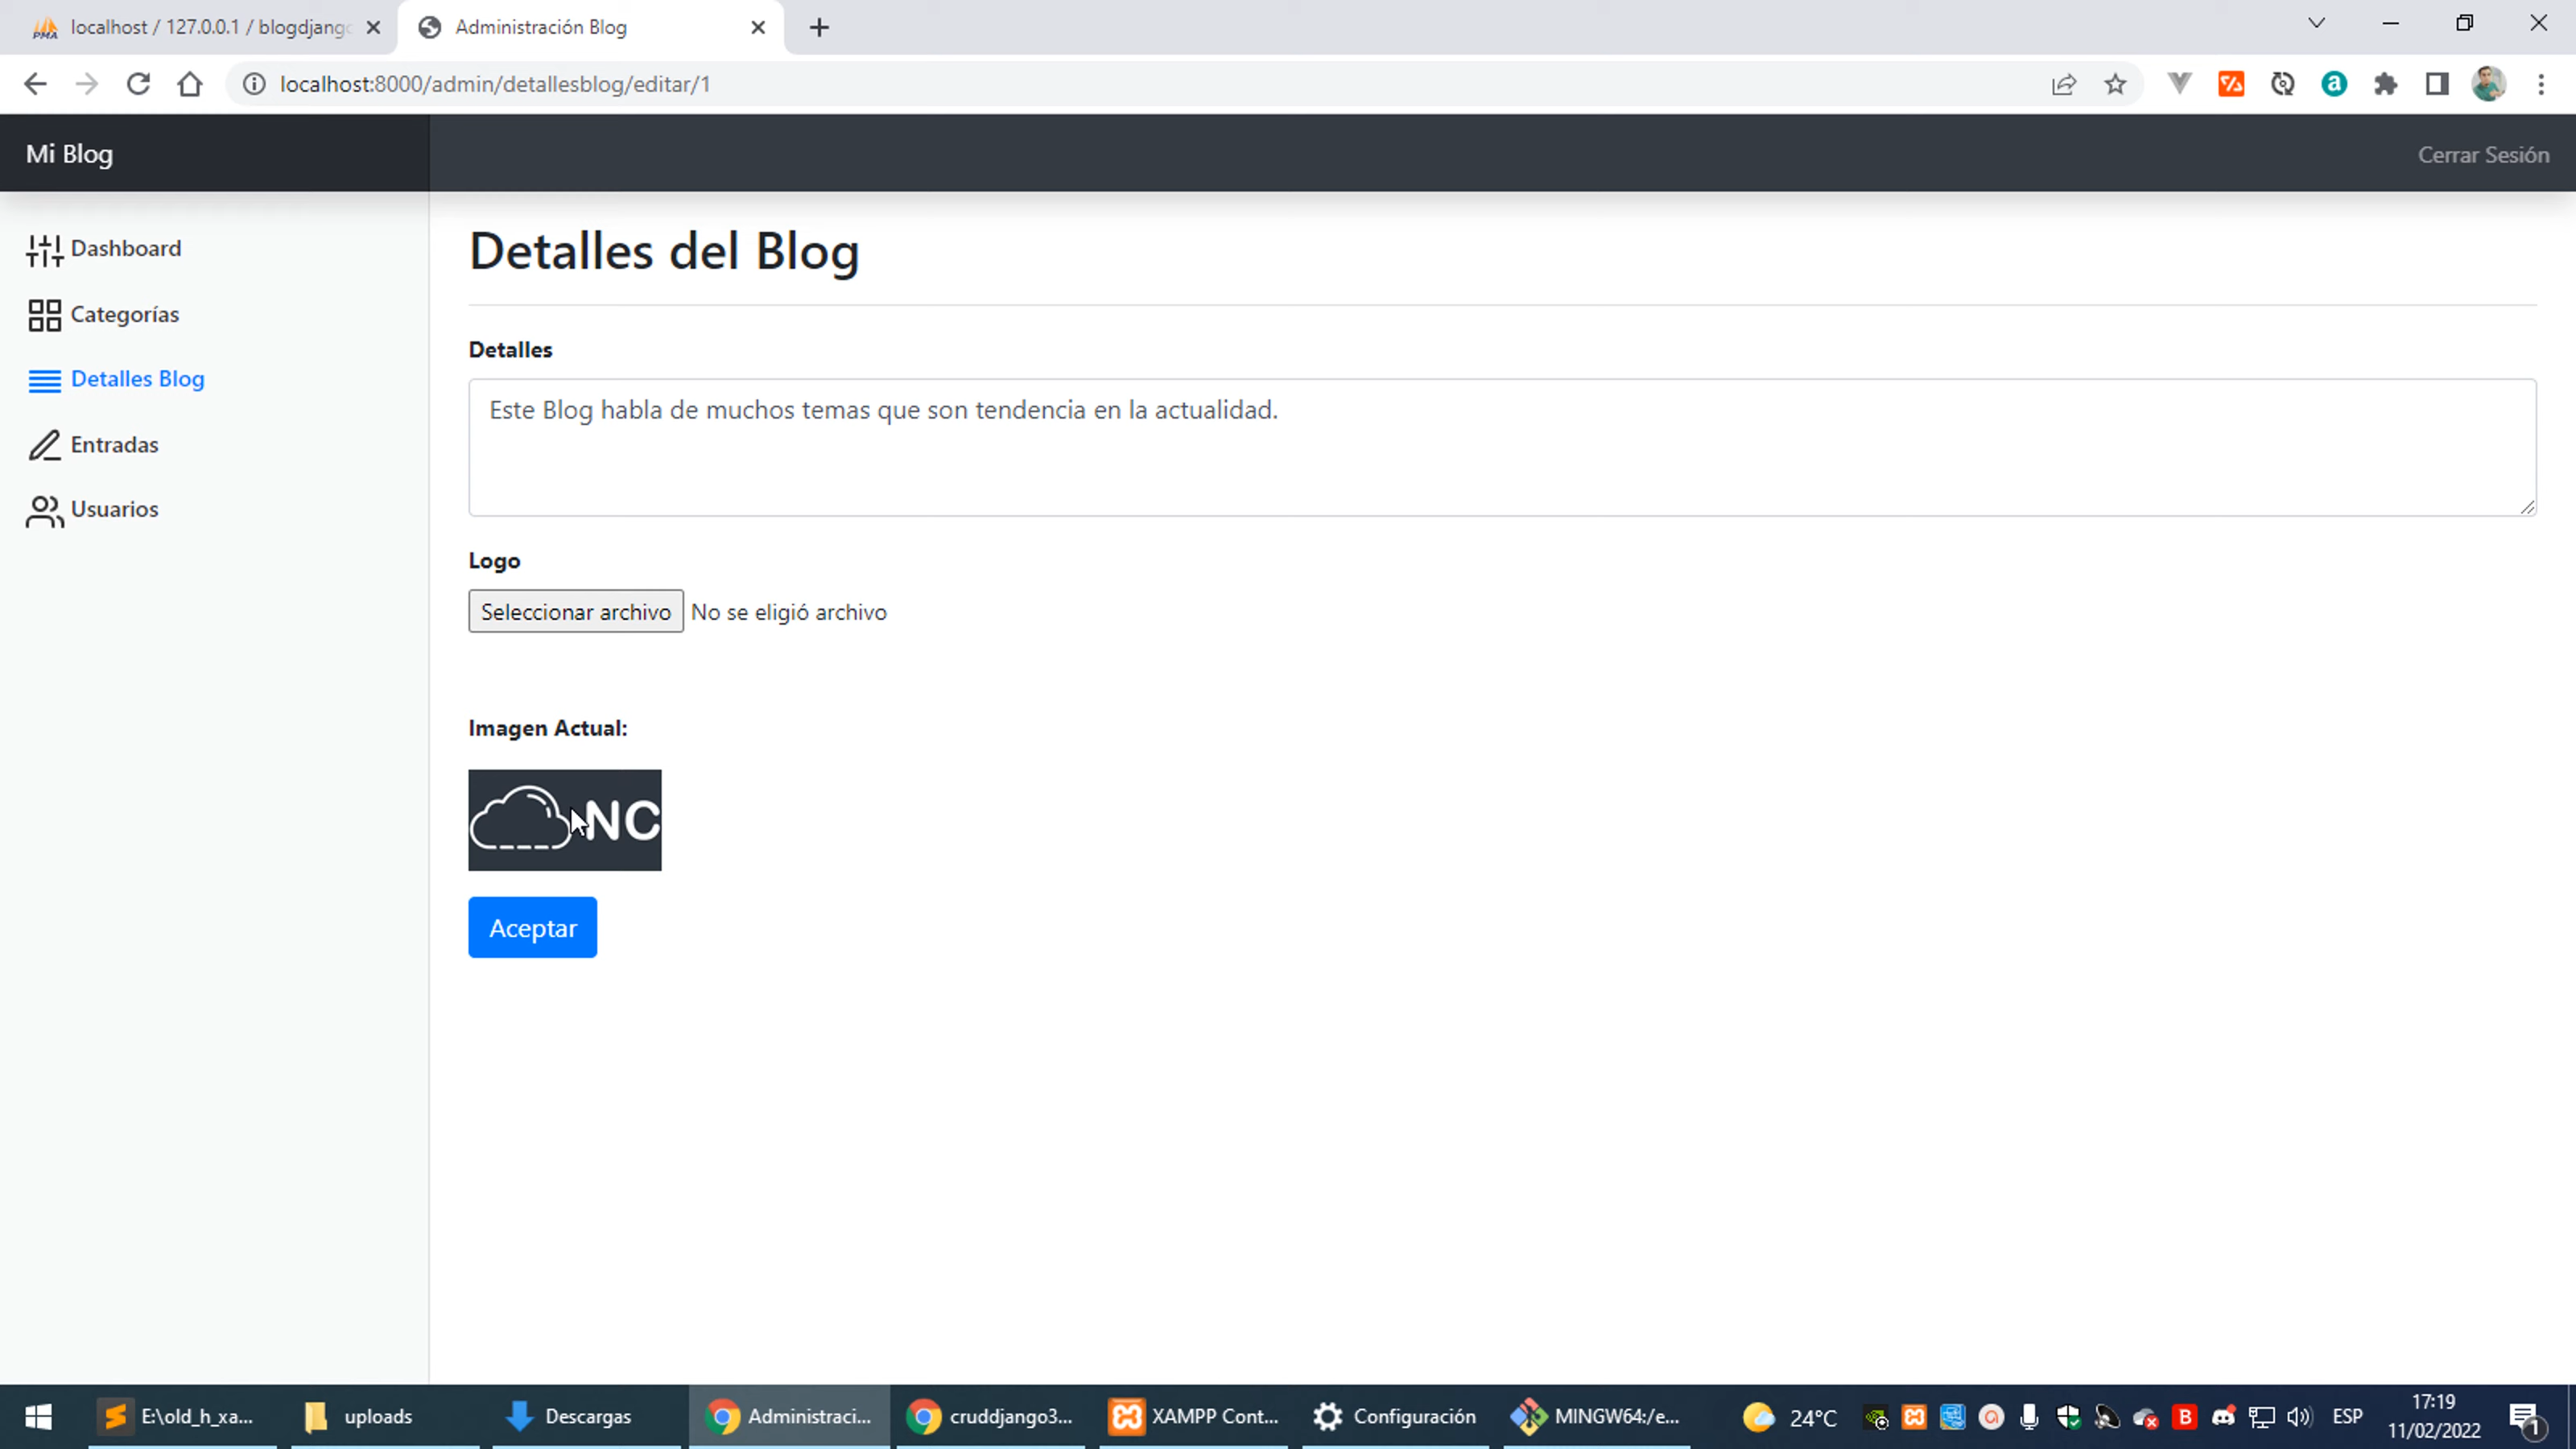 localhost / 127.0.0.1 / blogdjango
Administración Blog
localhost:8000/admin/detallesblog/editar/1
Mi Blog
Cerrar Sesión
Dashboard
Categorías
Detalles Blog
Entradas
Usuarios
Detalles del Blog
Detalles
Este Blog habla de muchos temas que son tendencia en la actualidad.
Logo
Seleccionar archivo No se eligió archivo
Imagen Actual:
NC
Aceptar
E:\old_h_xa...
uploads
Descargas
Administraci...
cruddjango3...
XAMPP Cont...
Configuración
MINGW64:/e...
24°C
ESP
17:19
11/02/2022
1